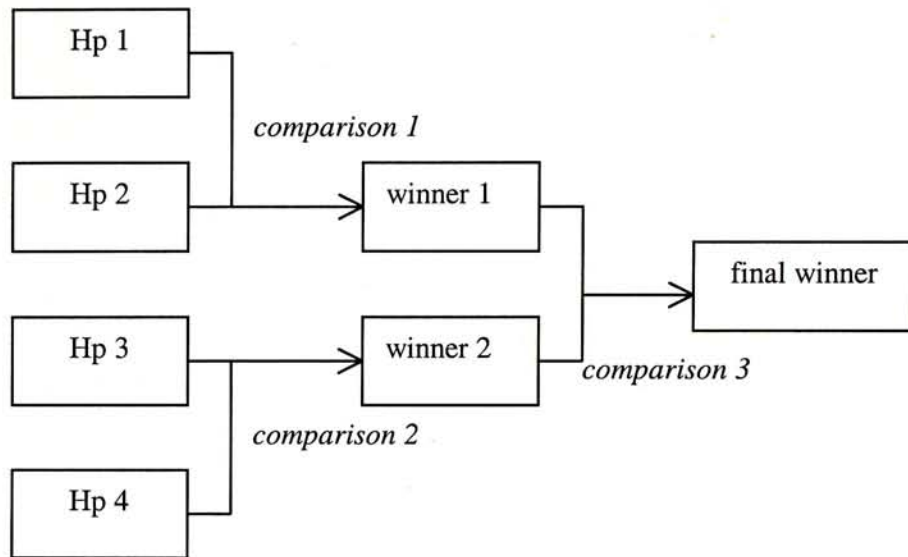 Hp 1
comparison 1
Hp 2
winner 1
final winner
Hp 3
winner 2
comparison 3
comparison 2
Hp 4